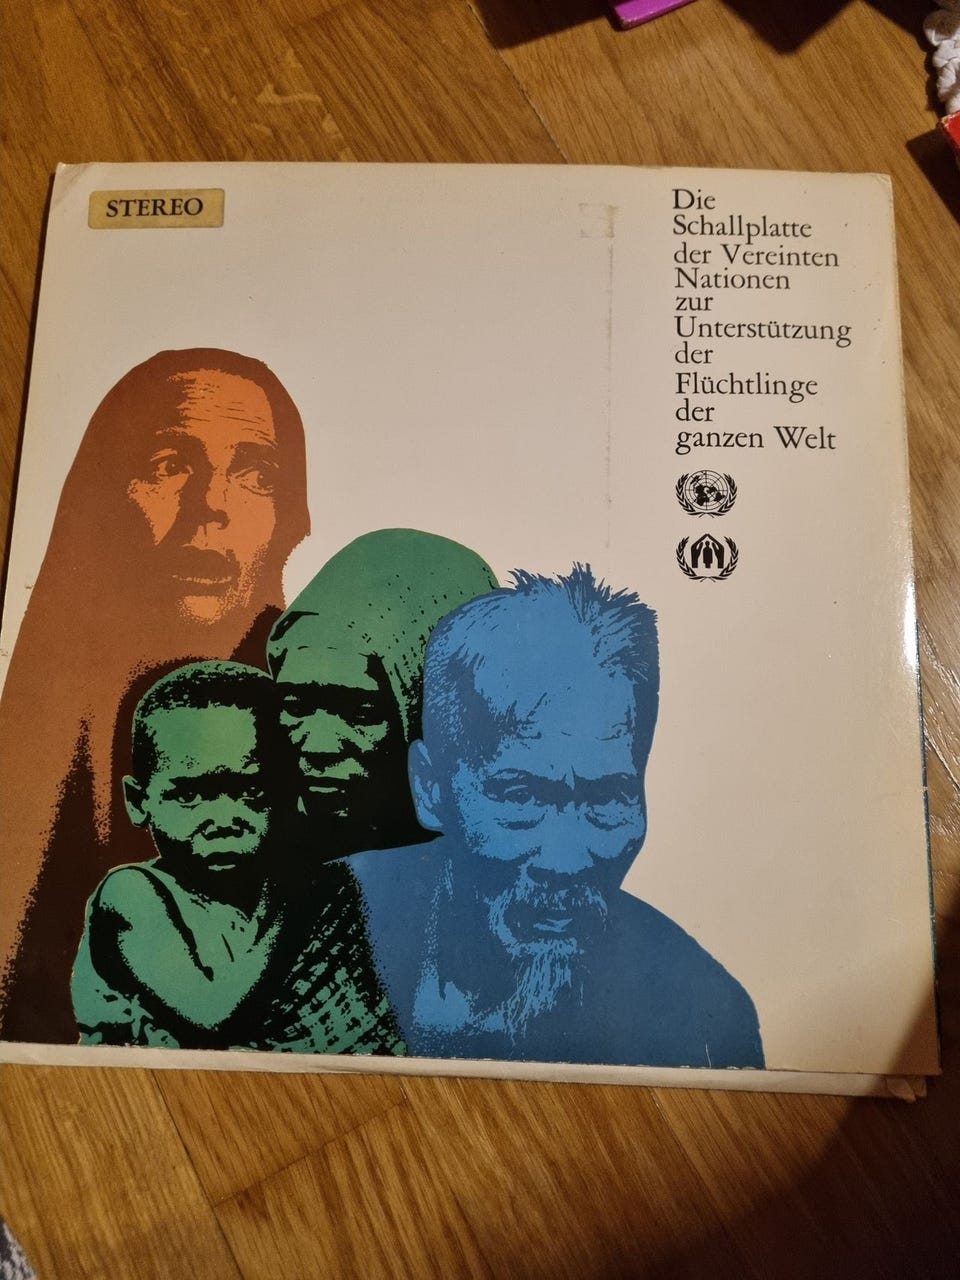 STEREO
Die
Schallplatte
der Vereinten
Nationen
zur
Unterstützung
der
Flüchtlinge
der
ganzen Welt